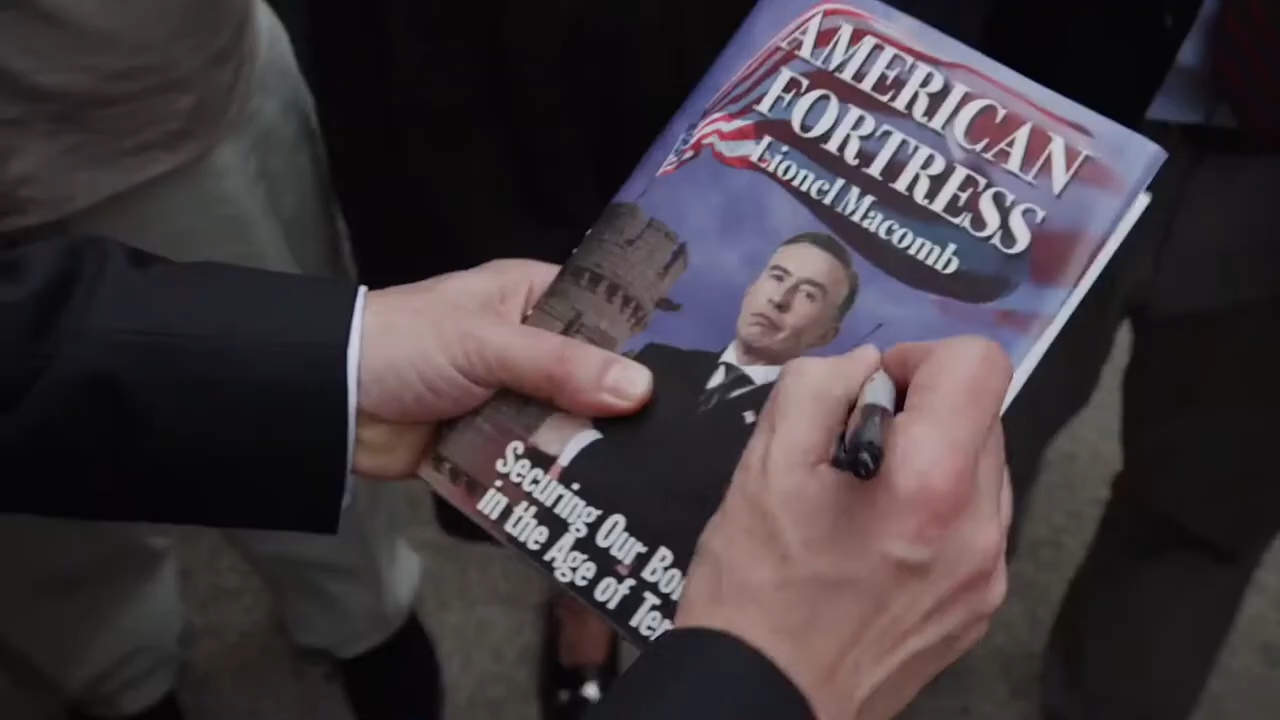 AMERICAN
FORTRESS
Lionel Macomb
Securing Our
in the Age of